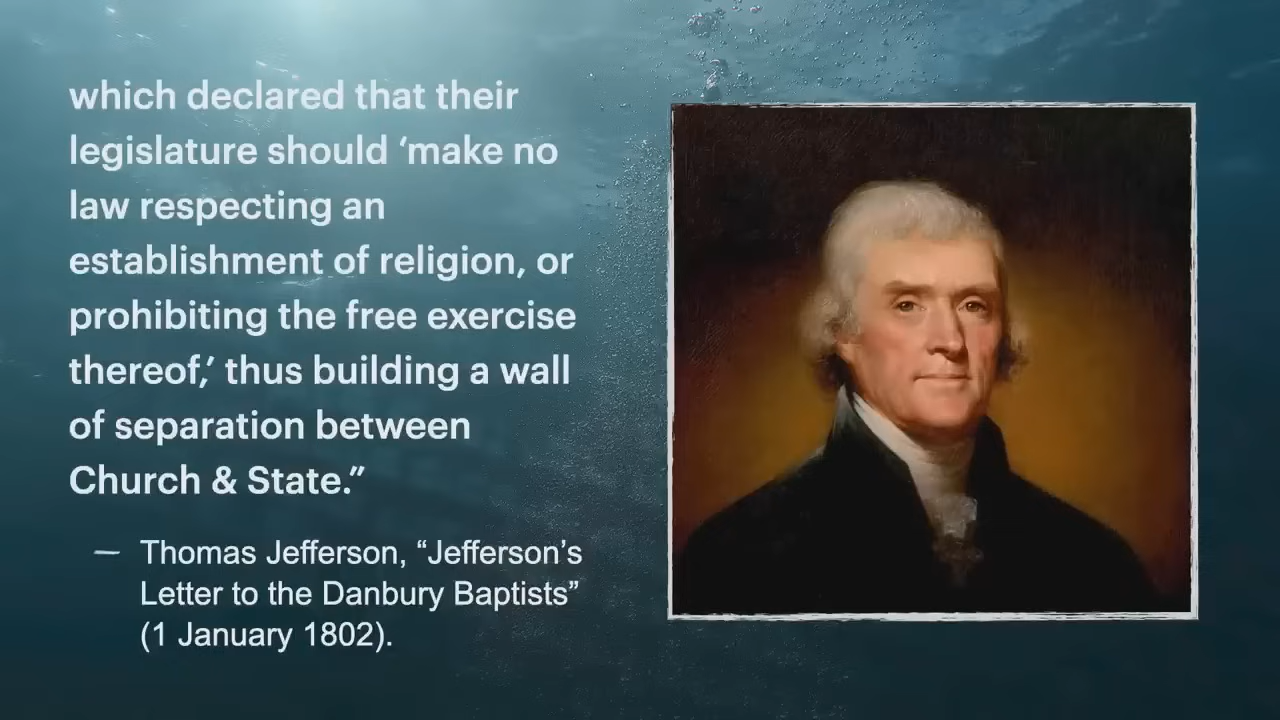 which declared that their
legislature should ‘make no
law respecting an
establishment of religion, or
prohibiting the free exercise
thereof,’ thus building a wall
of separation between
Church & State.”
— Thomas Jefferson, “Jefferson’s
Letter to the Danbury Baptists”
(1 January 1802).